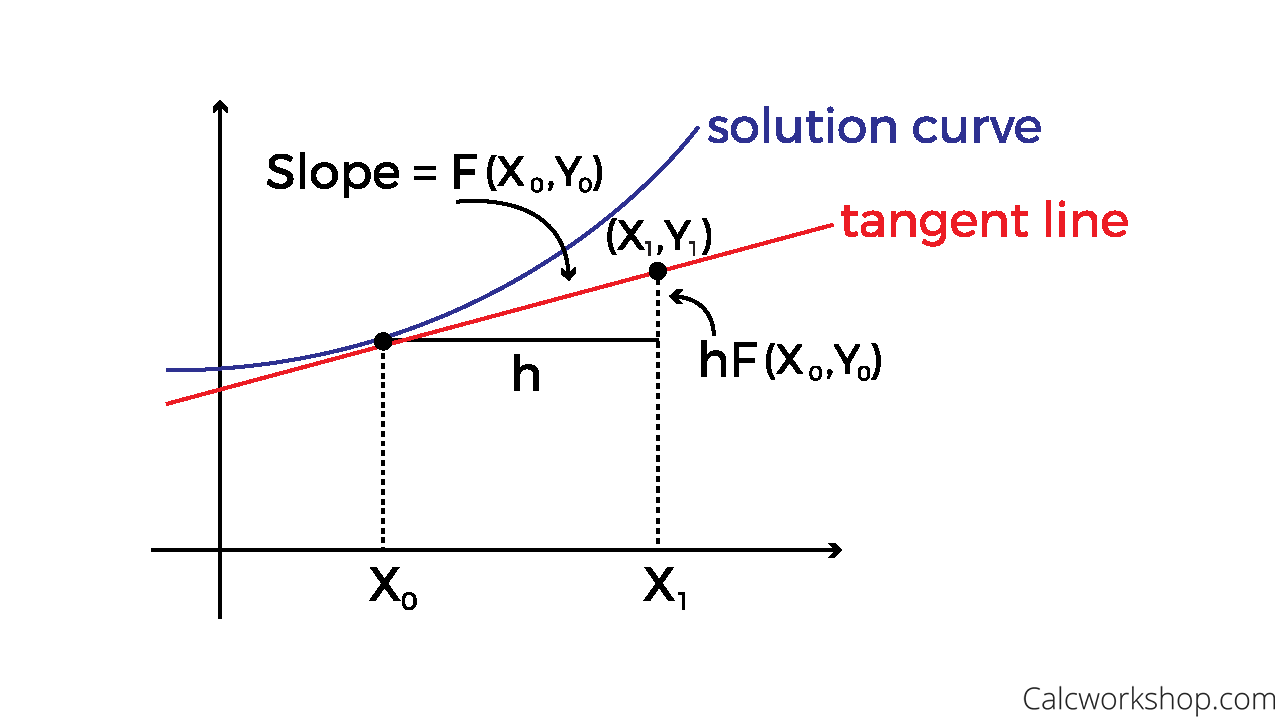 solution curve
Slope = F(X₀,Y₀)
tangent line
(X₁,Y₁)
hF(X₀,Y₀)
h
X₀
X₁
Calcworkshop.com